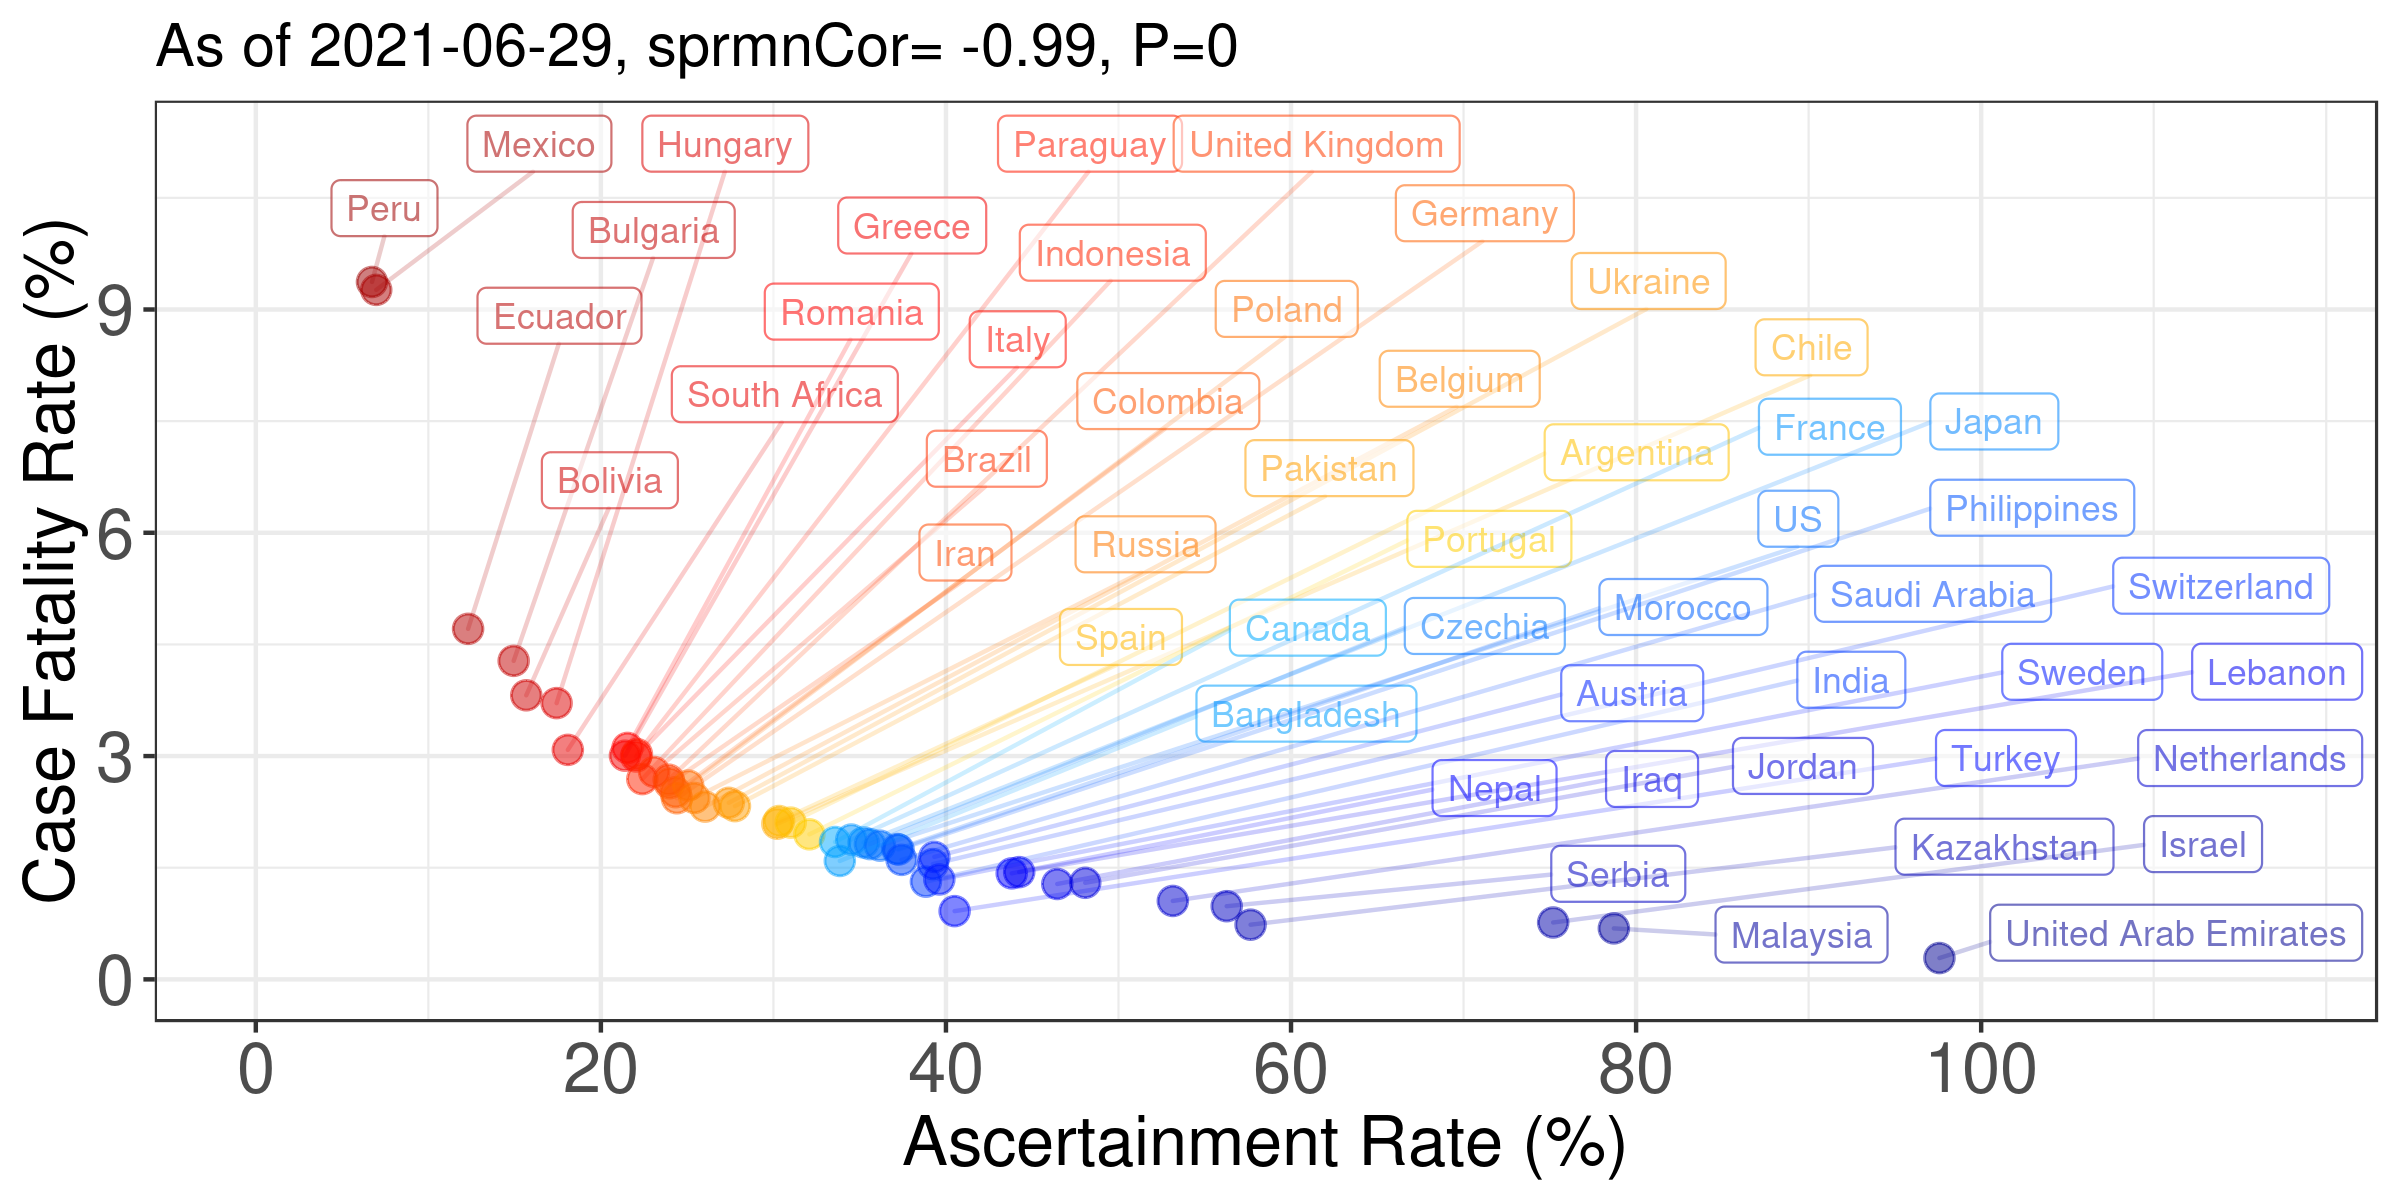 As of 2021-06-29, sprmnCor= -0.99, P=0
Mexico
Hungary
Paraguay
United Kingdom
Peru
Bulgaria
Greece
Indonesia
Germany
Ecuador
Romania
Italy
Poland
Ukraine
South Africa
Colombia
Belgium
Chile
Bolivia
Brazil
Pakistan
Argentina
France
Japan
Iran
Russia
Portugal
US
Philippines
Spain
Canada
Czechia
Morocco
Saudi Arabia
Switzerland
Bangladesh
Austria
India
Sweden
Lebanon
Nepal
Iraq
Jordan
Turkey
Netherlands
Serbia
Kazakhstan
Israel
Malaysia
United Arab Emirates
Case Fatality Rate (%)
9
6
3
0
0
20
40
60
80
100
Ascertainment Rate (%)